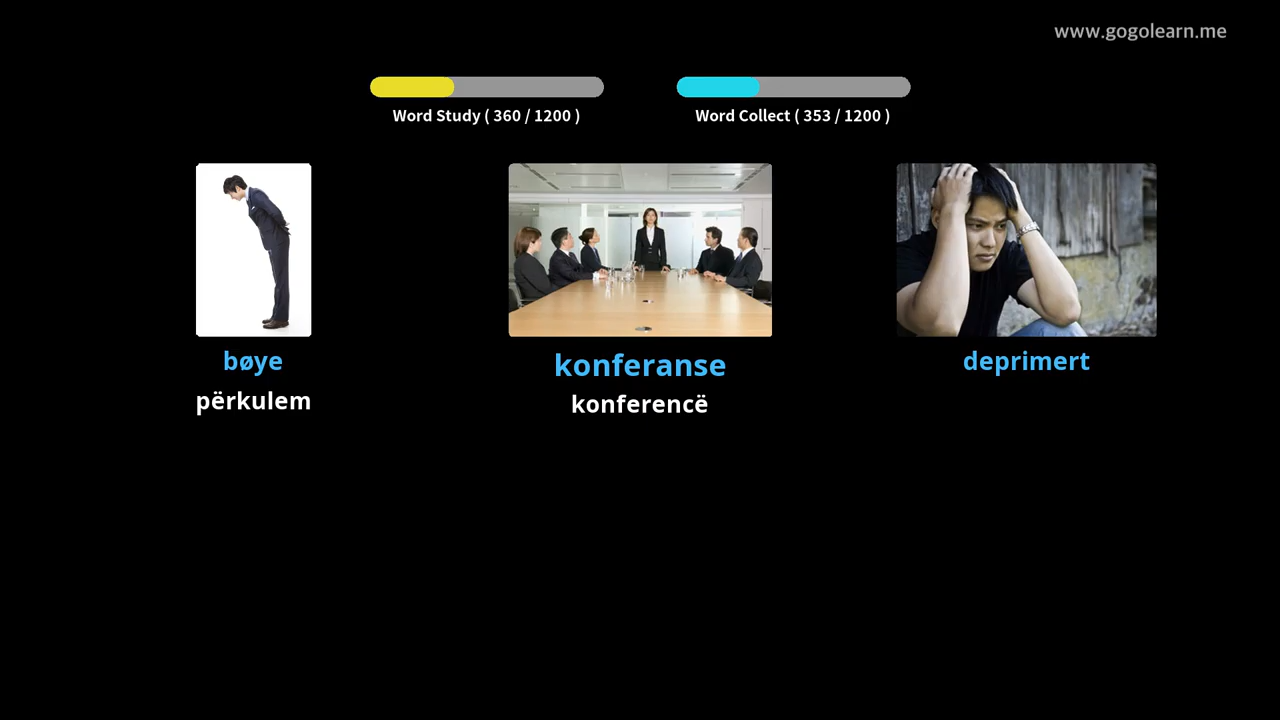 www.gogolearn.me
Word Study ( 360 / 1200 )
Word Collect ( 353 / 1200 )
bøye
konferanse
deprimert
përkulem
konferencë